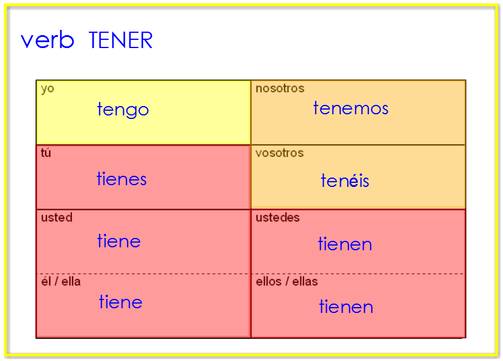 verb TENER
yo
tengo
nosotros
tenemos
tú
tienes
vosotros
tenéis
usted
tiene
ustedes
tienen
él / ella
tiene
ellos / ellas
tienen